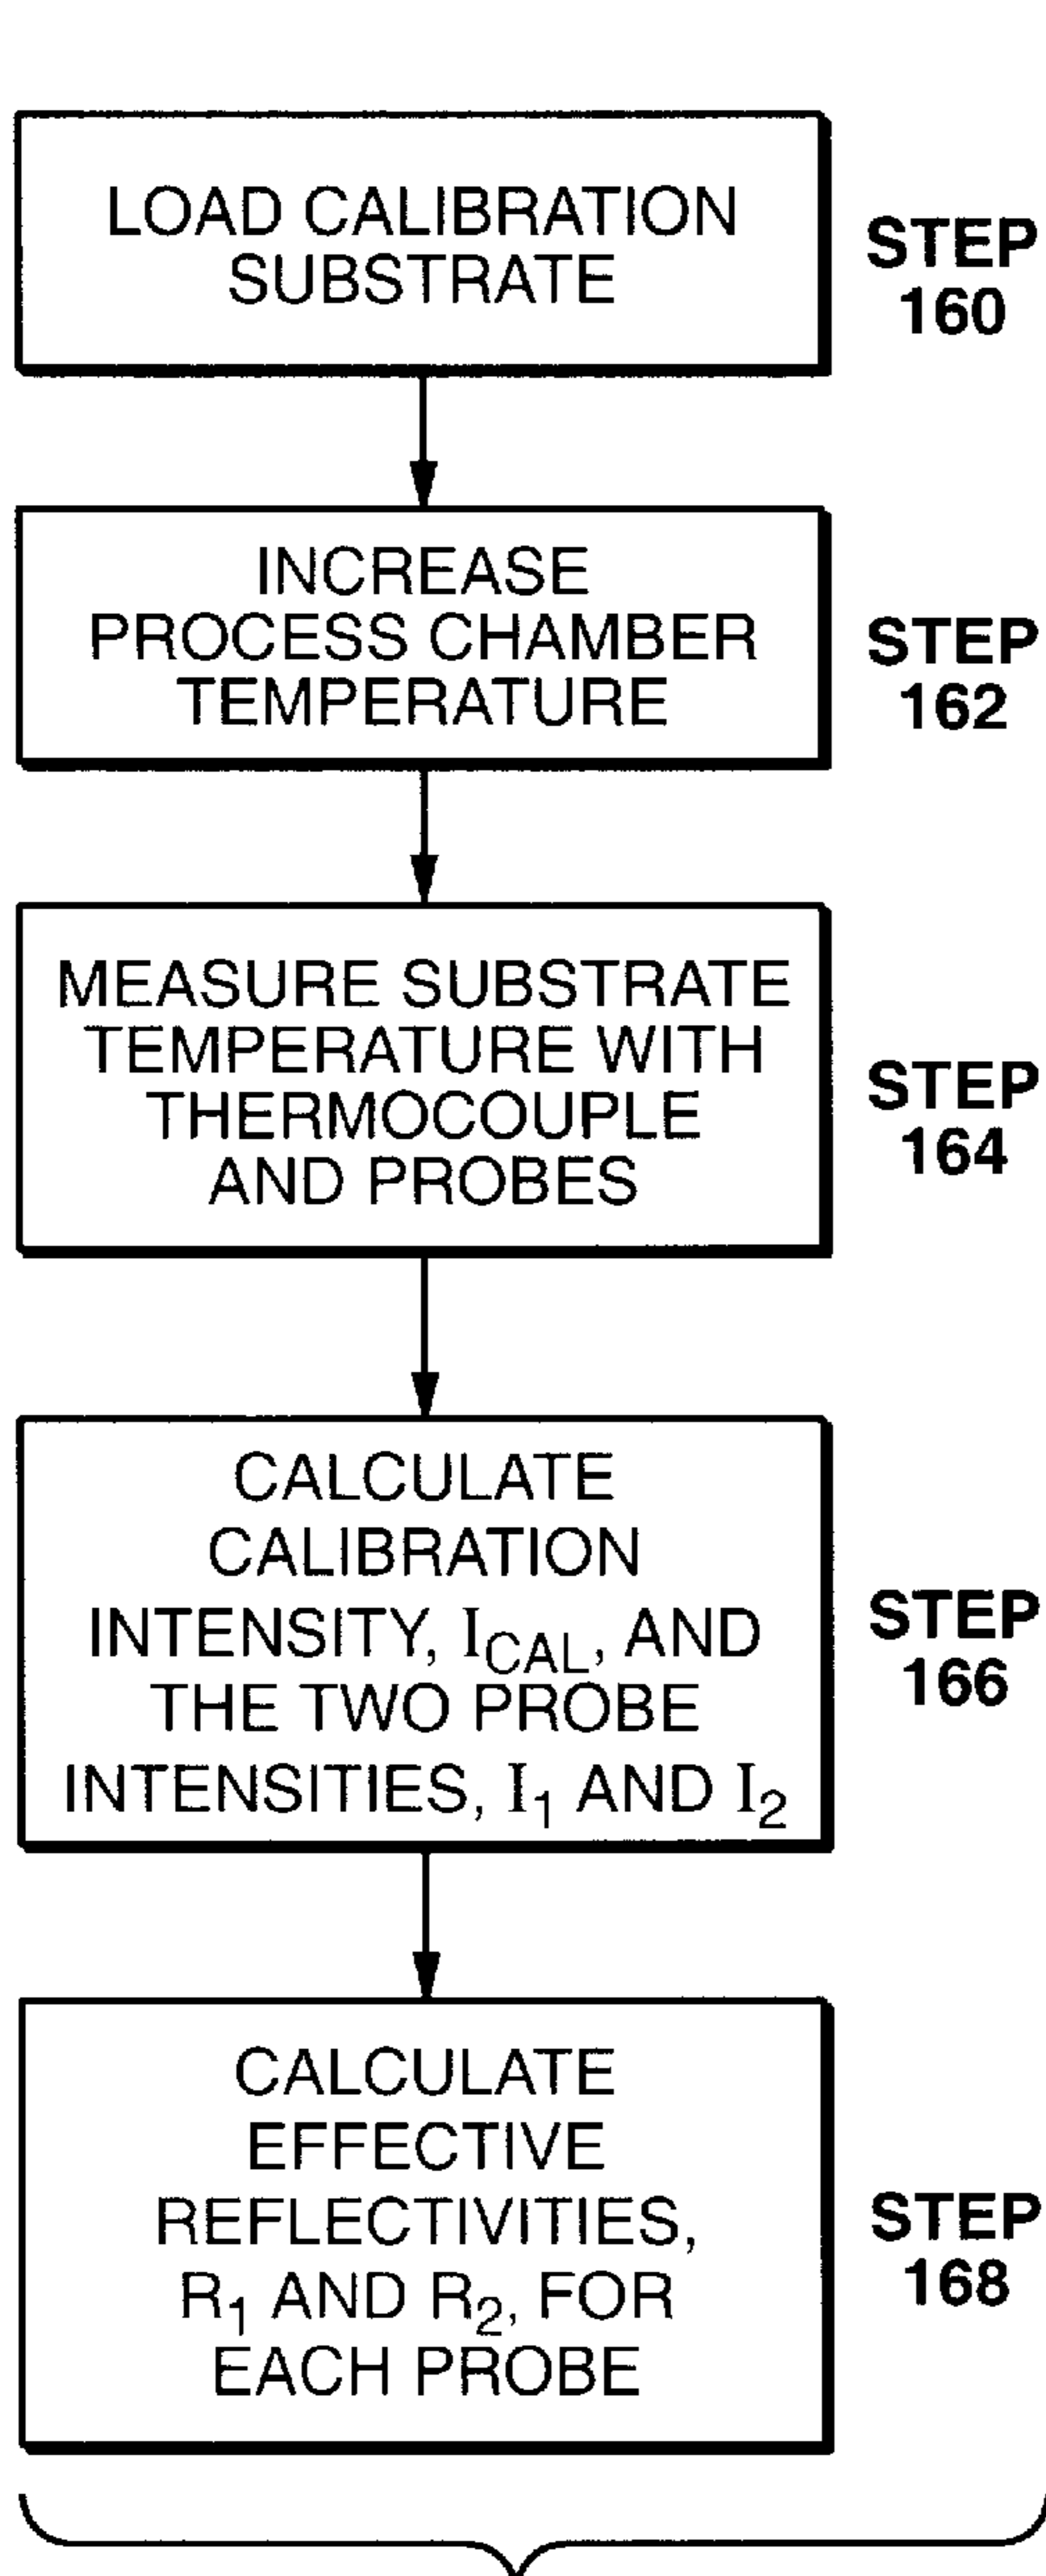 LOAD CALIBRATION
SUBSTRATE
STEP
160
INCREASE
PROCESS CHAMBER
TEMPERATURE
STEP
162
MEASURE SUBSTRATE
TEMPERATURE WITH
THERMOCOUPLE
AND PROBES
STEP
164
CALCULATE
CALIBRATION
INTENSITY, I_CAL, AND
THE TWO PROBE
INTENSITIES, I₁ AND I₂
STEP
166
CALCULATE
EFFECTIVE
REFLECTIVITIES,
R₁ AND R₂, FOR
EACH PROBE
STEP
168